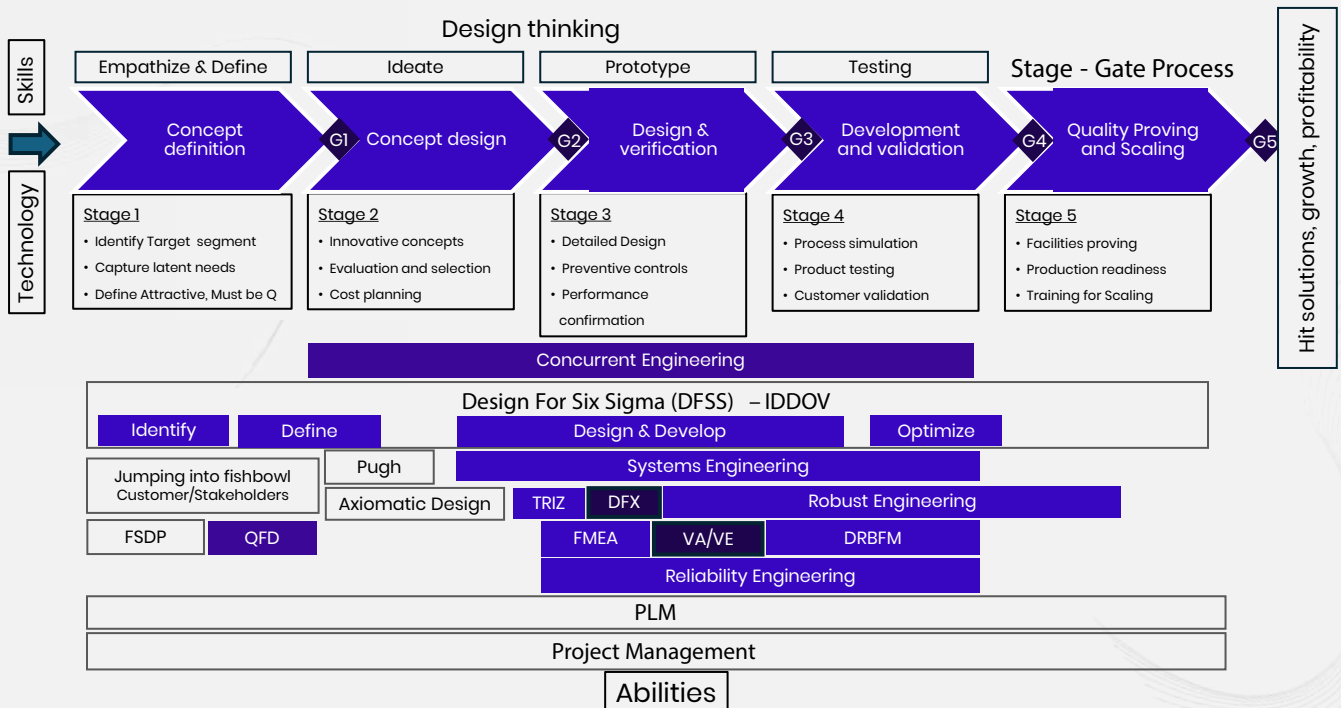 Design thinking
Skills
Technology
Empathize & Define
Ideate
Prototype
Testing
Stage - Gate Process
Concept
definition
G1
Concept design
G2
Design &
verification
G3
Development
and validation
G4
Quality Proving
and Scaling
G5
Hit solutions, growth, profitability
Stage 1
• Identify Target segment
• Capture latent needs
• Define Attractive, Must be Q
Stage 2
• Innovative concepts
• Evaluation and selection
• Cost planning
Stage 3
• Detailed Design
• Preventive controls
• Performance
confirmation
Stage 4
• Process simulation
• Product testing
• Customer validation
Stage 5
• Facilities proving
• Production readiness
• Training for Scaling
Concurrent Engineering
Design For Six Sigma (DFSS) – IDDOV
Identify
Define
Design & Develop
Optimize
Jumping into fishbowl
Customer/Stakeholders
Pugh
Systems Engineering
Axiomatic Design
TRIZ
DFX
Robust Engineering
FSDP
QFD
FMEA
VA/VE
DRBFM
Reliability Engineering
PLM
Project Management
Abilities